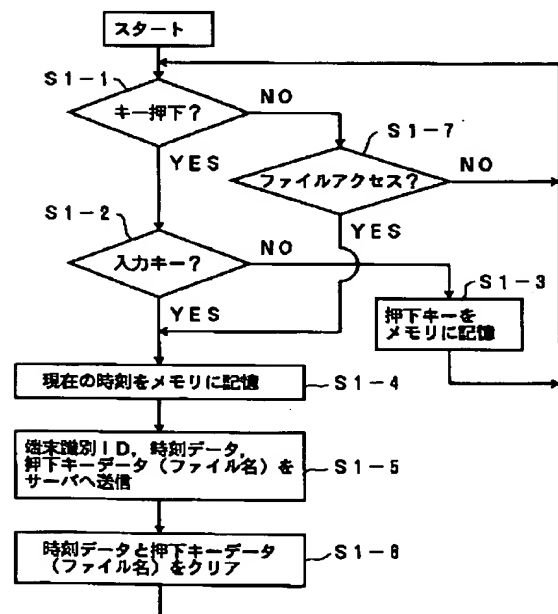 スタート
S1-1
キー押下?
NO
S1-7
YES
ファイルアクセス?
NO
S1-2
YES
入力キー?
NO
S1-3
YES
押下キーを
メモリに記憶
現在の時刻をメモリに記憶
S1-4
端末識別ID,時刻データ,
押下キーデータ(ファイル名)を
サーバへ送信
S1-5
時刻データと押下キーデータ
(ファイル名)をクリア
S1-6